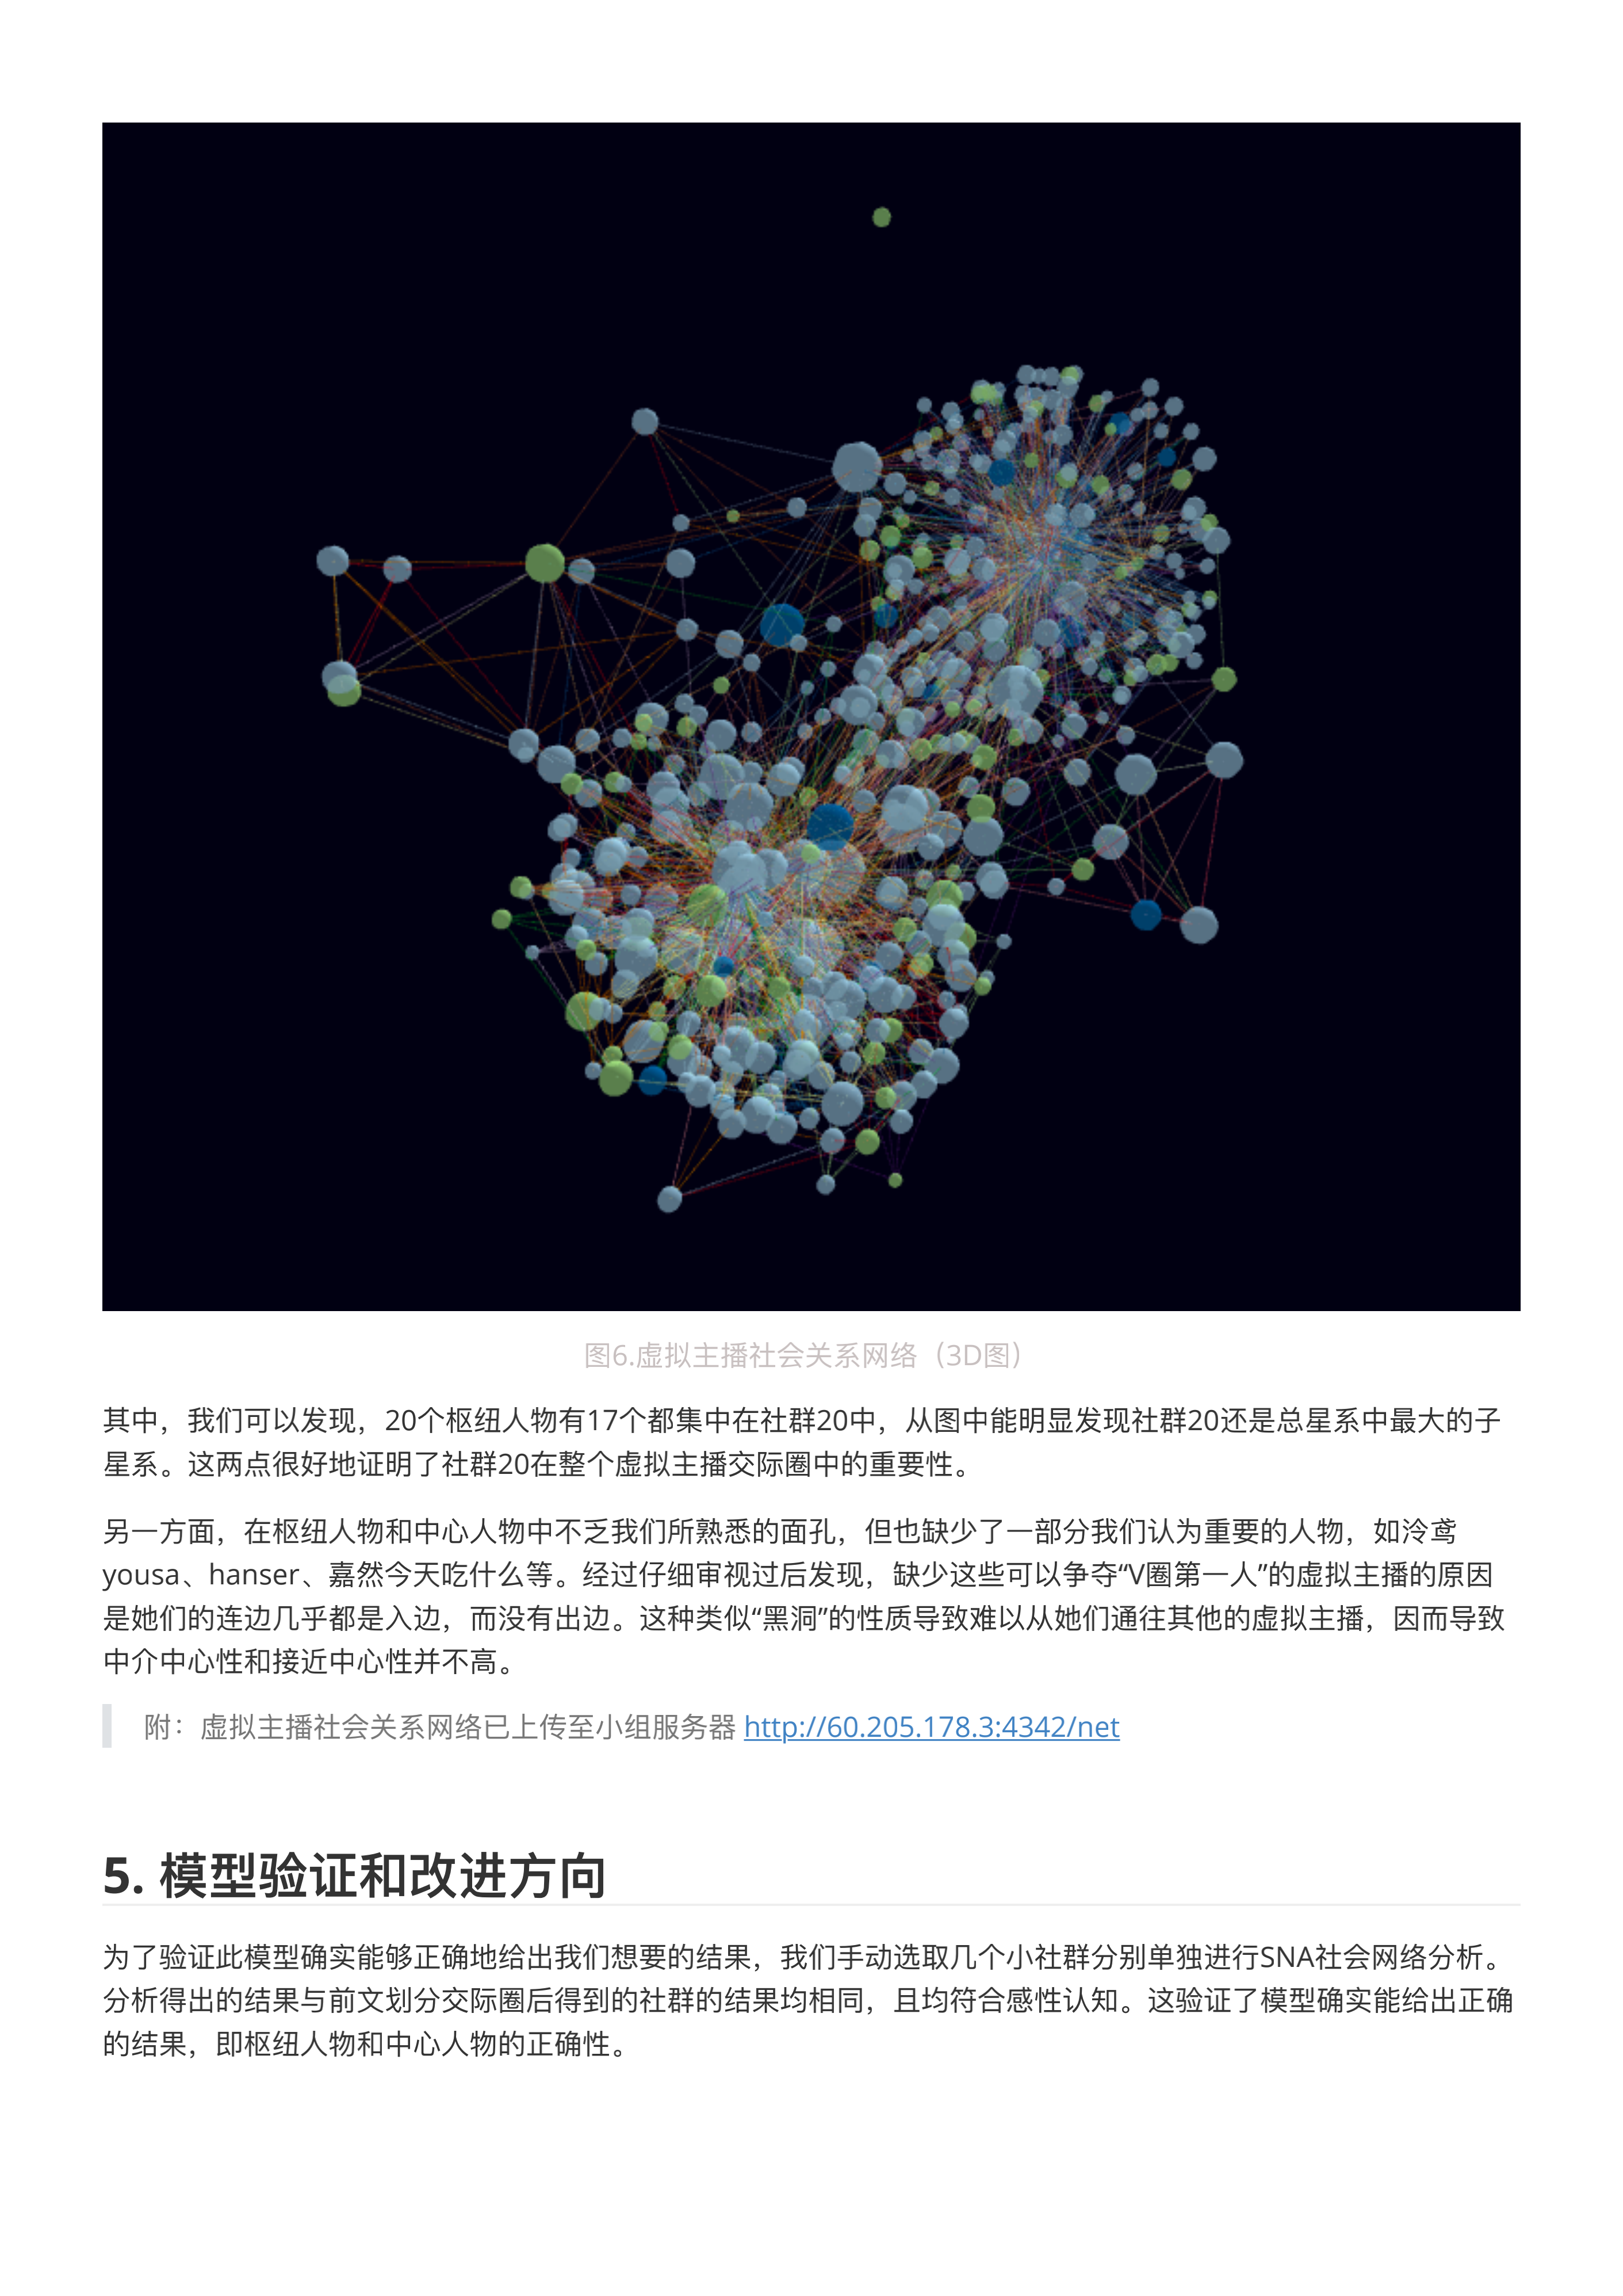 图6.虚拟主播社会关系网络（3D图）
其中，我们可以发现，20个枢纽人物有17个都集中在社群20中，从图中能明显发现社群20还是总星系中最大的子
星系。这两点很好地证明了社群20在整个虚拟主播交际圈中的重要性。
另一方面，在枢纽人物和中心人物中不乏我们所熟悉的面孔，但也缺少了一部分我们认为重要的人物，如泠鸢
yousa、hanser、嘉然今天吃什么等。经过仔细审视过后发现，缺少这些可以争夺“V圈第一人”的虚拟主播的原因
是她们的连边几乎都是入边，而没有出边。这种类似“黑洞”的性质导致难以从她们通往其他的虚拟主播，因而导致
中介中心性和接近中心性并不高。
附：虚拟主播社会关系网络已上传至小组服务器 http://60.205.178.3:4342/net
5. 模型验证和改进方向
为了验证此模型确实能够正确地给出我们想要的结果，我们手动选取几个小社群分别单独进行SNA社会网络分析。
分析得出的结果与前文划分交际圈后得到的社群的结果均相同，且均符合感性认知。这验证了模型确实能给出正确
的结果，即枢纽人物和中心人物的正确性。